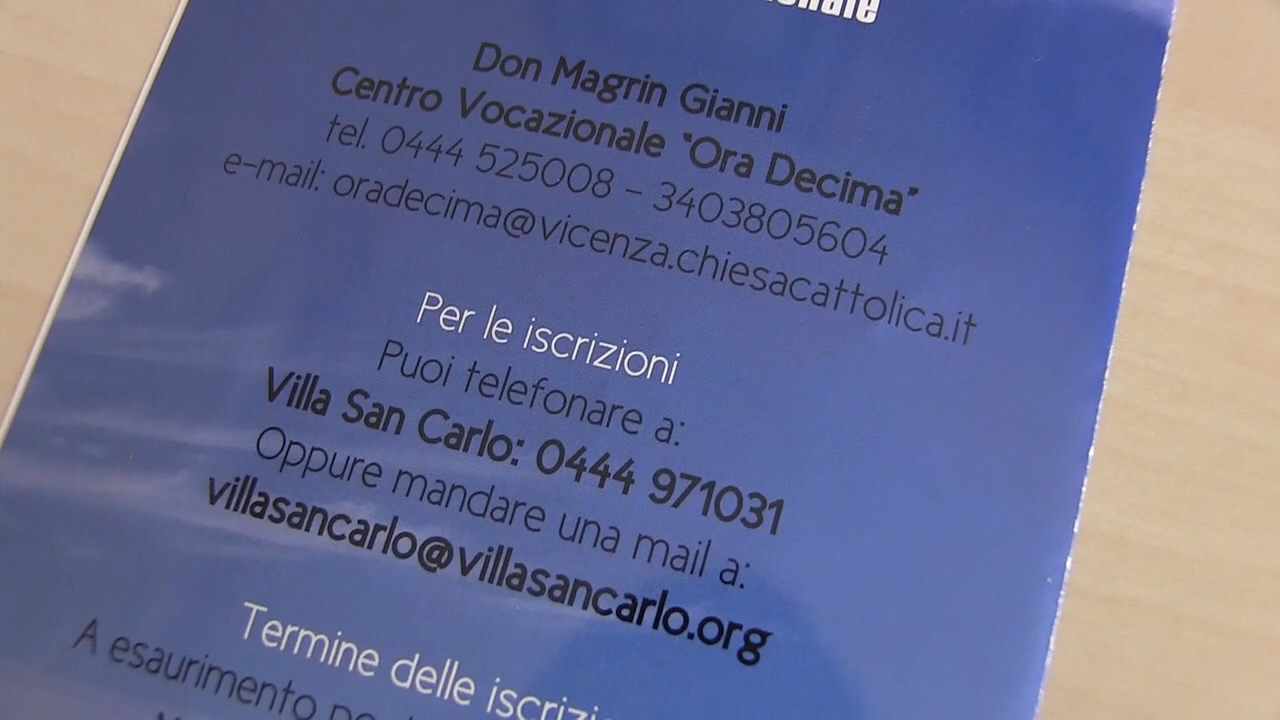 Don Magrin Gianni
Centro Vocazionale "Ora Decima"
tel. 0444 525008 - 3403805604
e-mail: oradecima@vicenza.chiesacattolica.it
Per le iscrizioni
Puoi telefonare a:
Villa San Carlo: 0444 971031
Oppure mandare una mail a:
villasancarlo@villasancarlo.org
Termine delle
A esaurimento